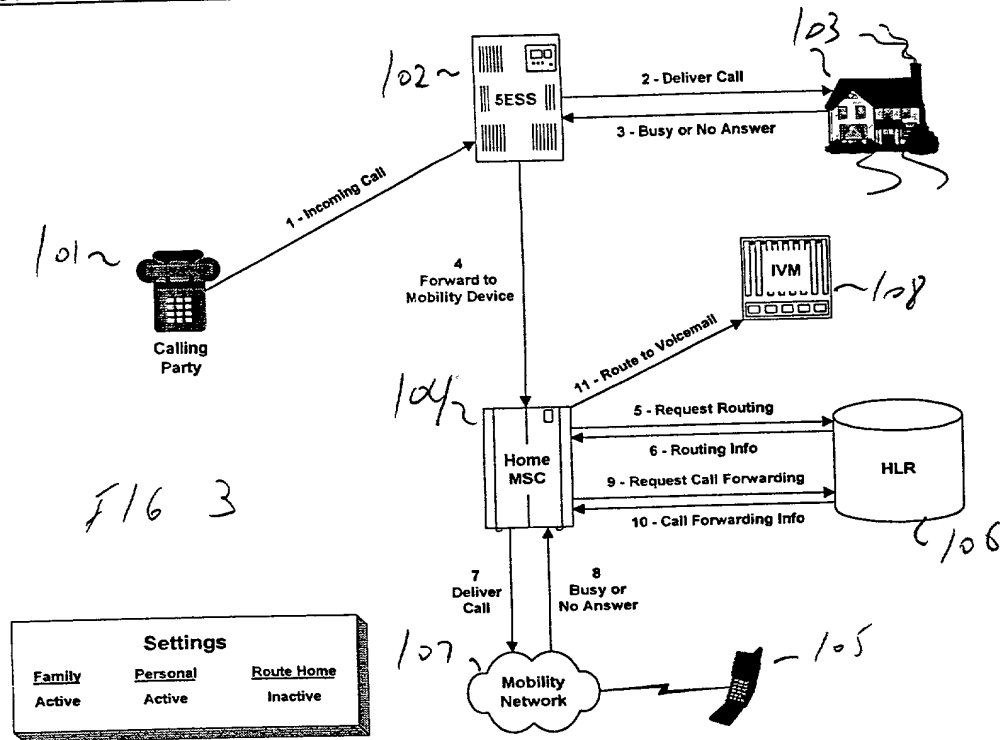 102
103
5ESS
2 - Deliver Call
3 - Busy or No Answer
1 - Incoming Call
101
Calling
Party
4
Forward to
Mobility Device
IVM
108
11 - Route to Voicemail
104
Home
MSC
5 - Request Routing
6 - Routing Info
9 - Request Call Forwarding
10 - Call Forwarding Info
HLR
106
FIG 3
7
Deliver
Call
8
Busy or
No Answer
Settings
Family Personal Route Home
Active Active Inactive
107
Mobility
Network
105